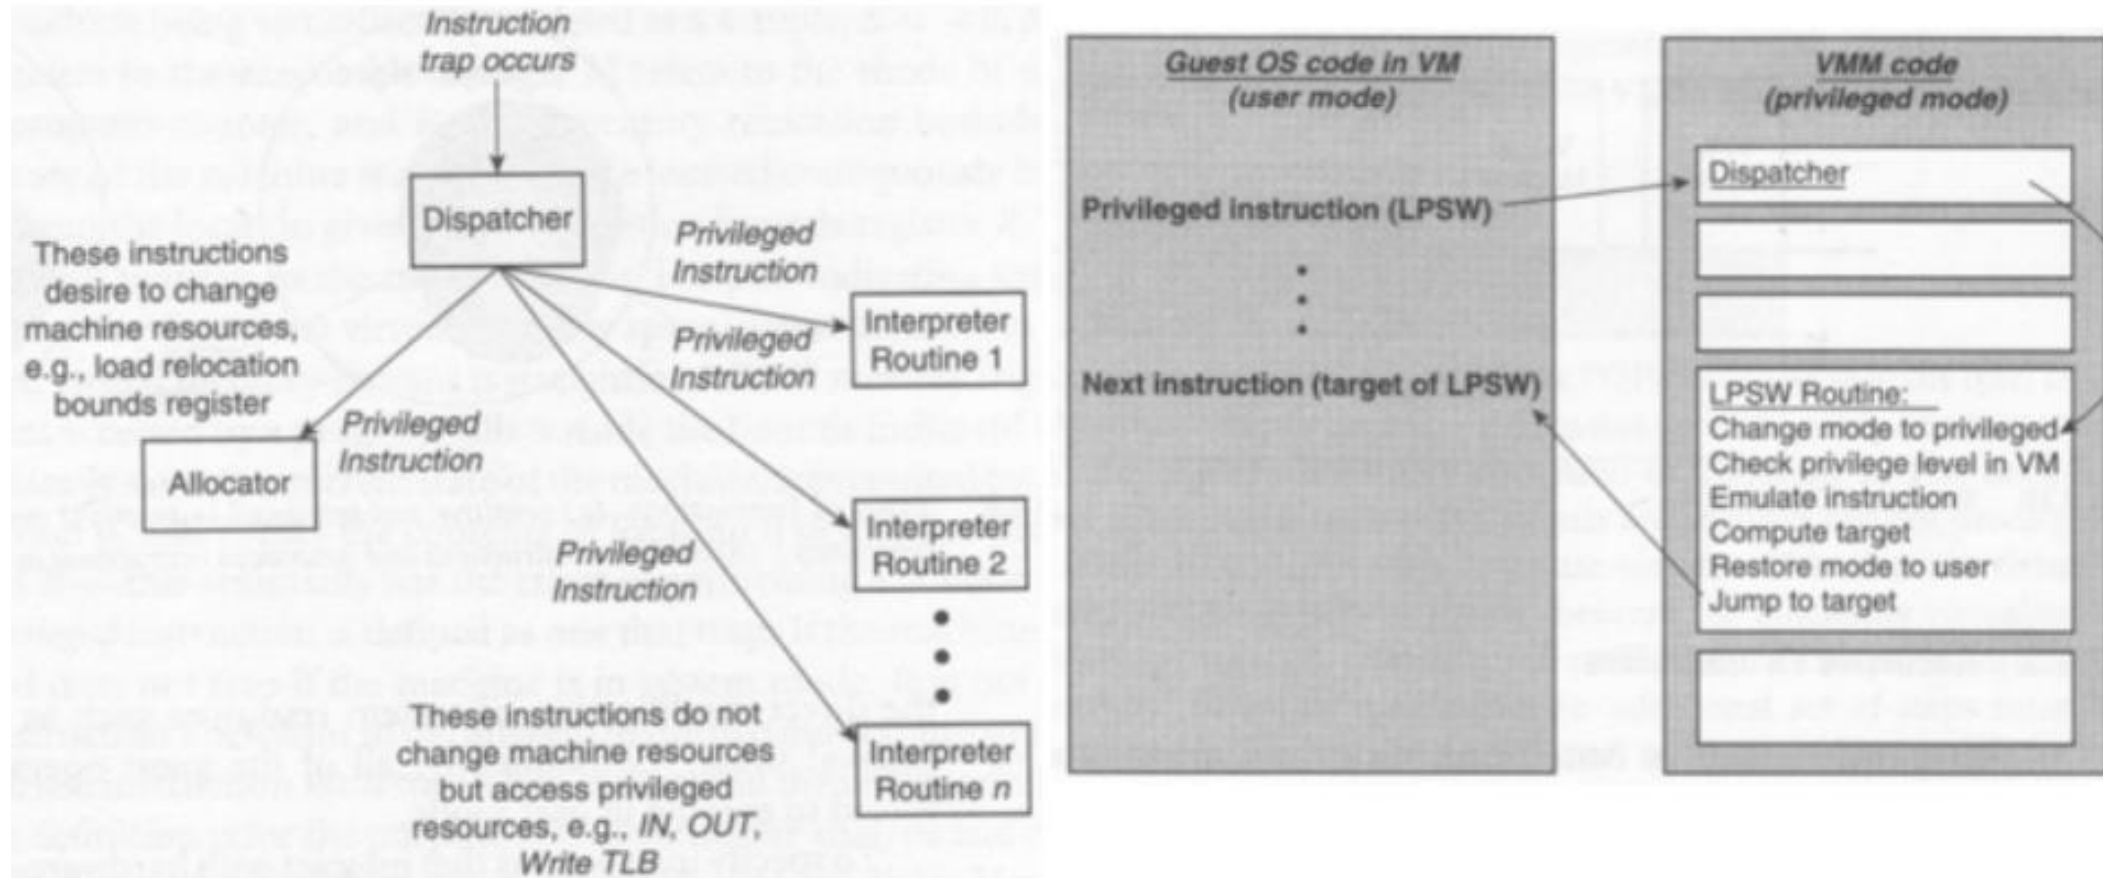 Instruction
trap occurs
Dispatcher
These instructions
desire to change
machine resources,
e.g., load relocation
bounds register
Privileged
Instruction
Allocator
Privileged
Instruction
Interpreter
Routine 1
Privileged
Instruction
Interpreter
Routine 2
Privileged
Instruction
Interpreter
Routine n
These instructions do not
change machine resources
but access privileged
resources, e.g., IN, OUT,
Write TLB
Guest OS code in VM
(user mode)
Privileged instruction (LPSW)
Next instruction (target of LPSW)
VMM code
(privileged mode)
Dispatcher
LPSW Routine:
Change mode to privileged
Check privilege level in VM
Emulate instruction
Compute target
Restore mode to user
Jump to target